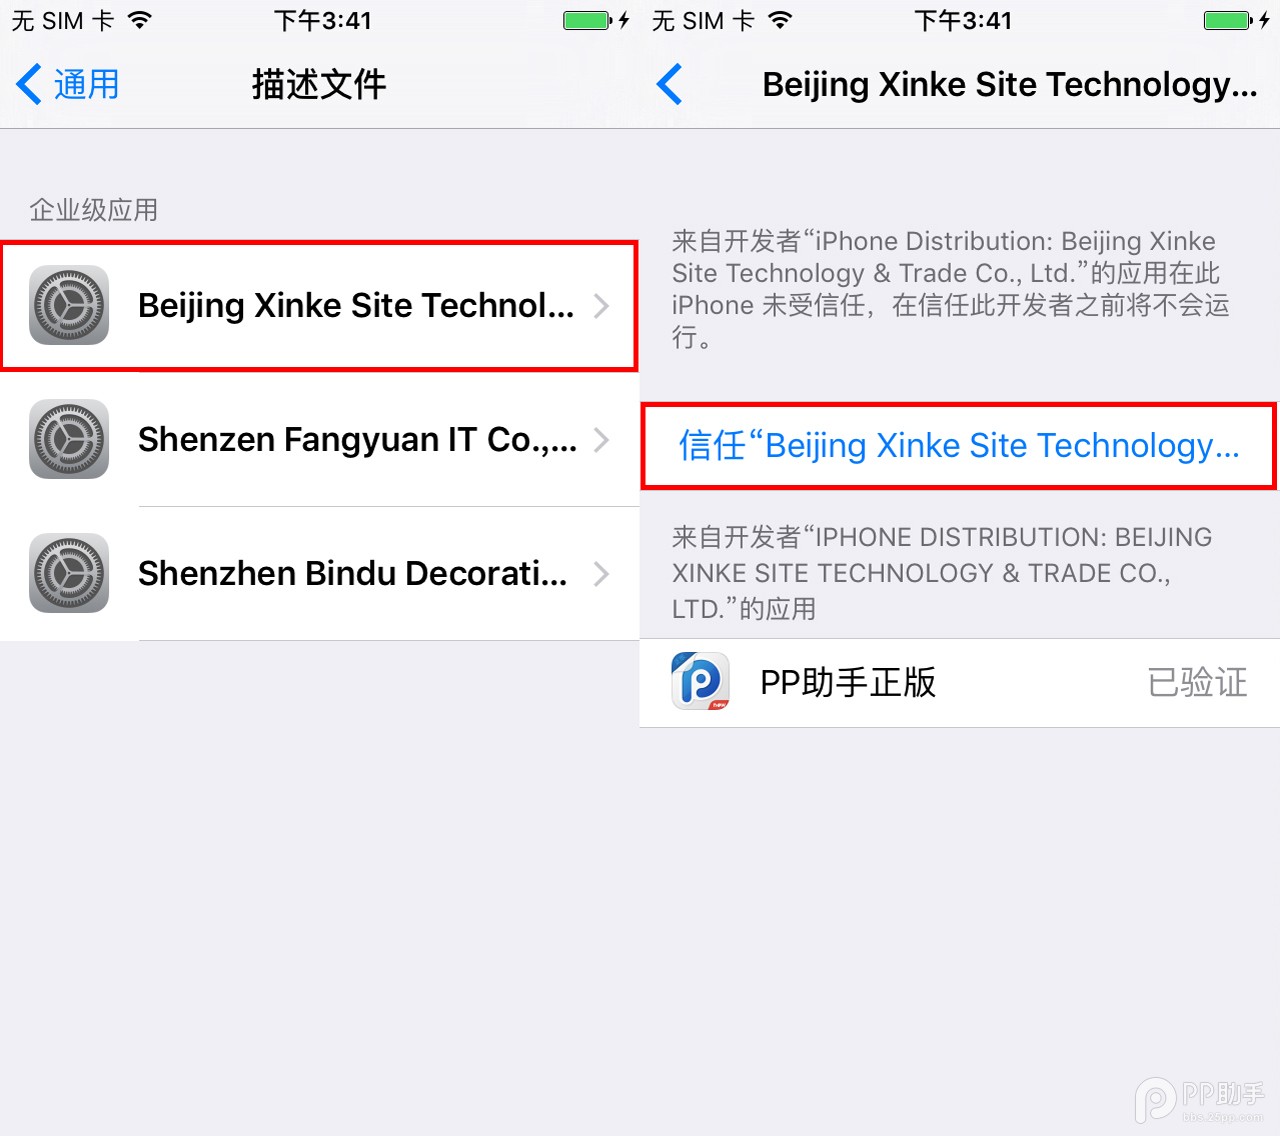 无 SIM 卡
下午3:41
通用
描述文件
企业级应用
Beijing Xinke Site Technol...
Shenzen Fangyuan IT Co.,...
Shenzhen Bindu Decorati...
无 SIM 卡
下午3:41
Beijing Xinke Site Technology...
来自开发者“iPhone Distribution: Beijing Xinke
Site Technology & Trade Co., Ltd.”的应用在此
iPhone 未受信任，在信任此开发者之前将不会运
行。
信任“Beijing Xinke Site Technology...
来自开发者“IPHONE DISTRIBUTION: BEIJING
XINKE SITE TECHNOLOGY & TRADE CO.,
LTD.”的应用
PP助手正版
已验证
PP助手
bbs.25pp.com